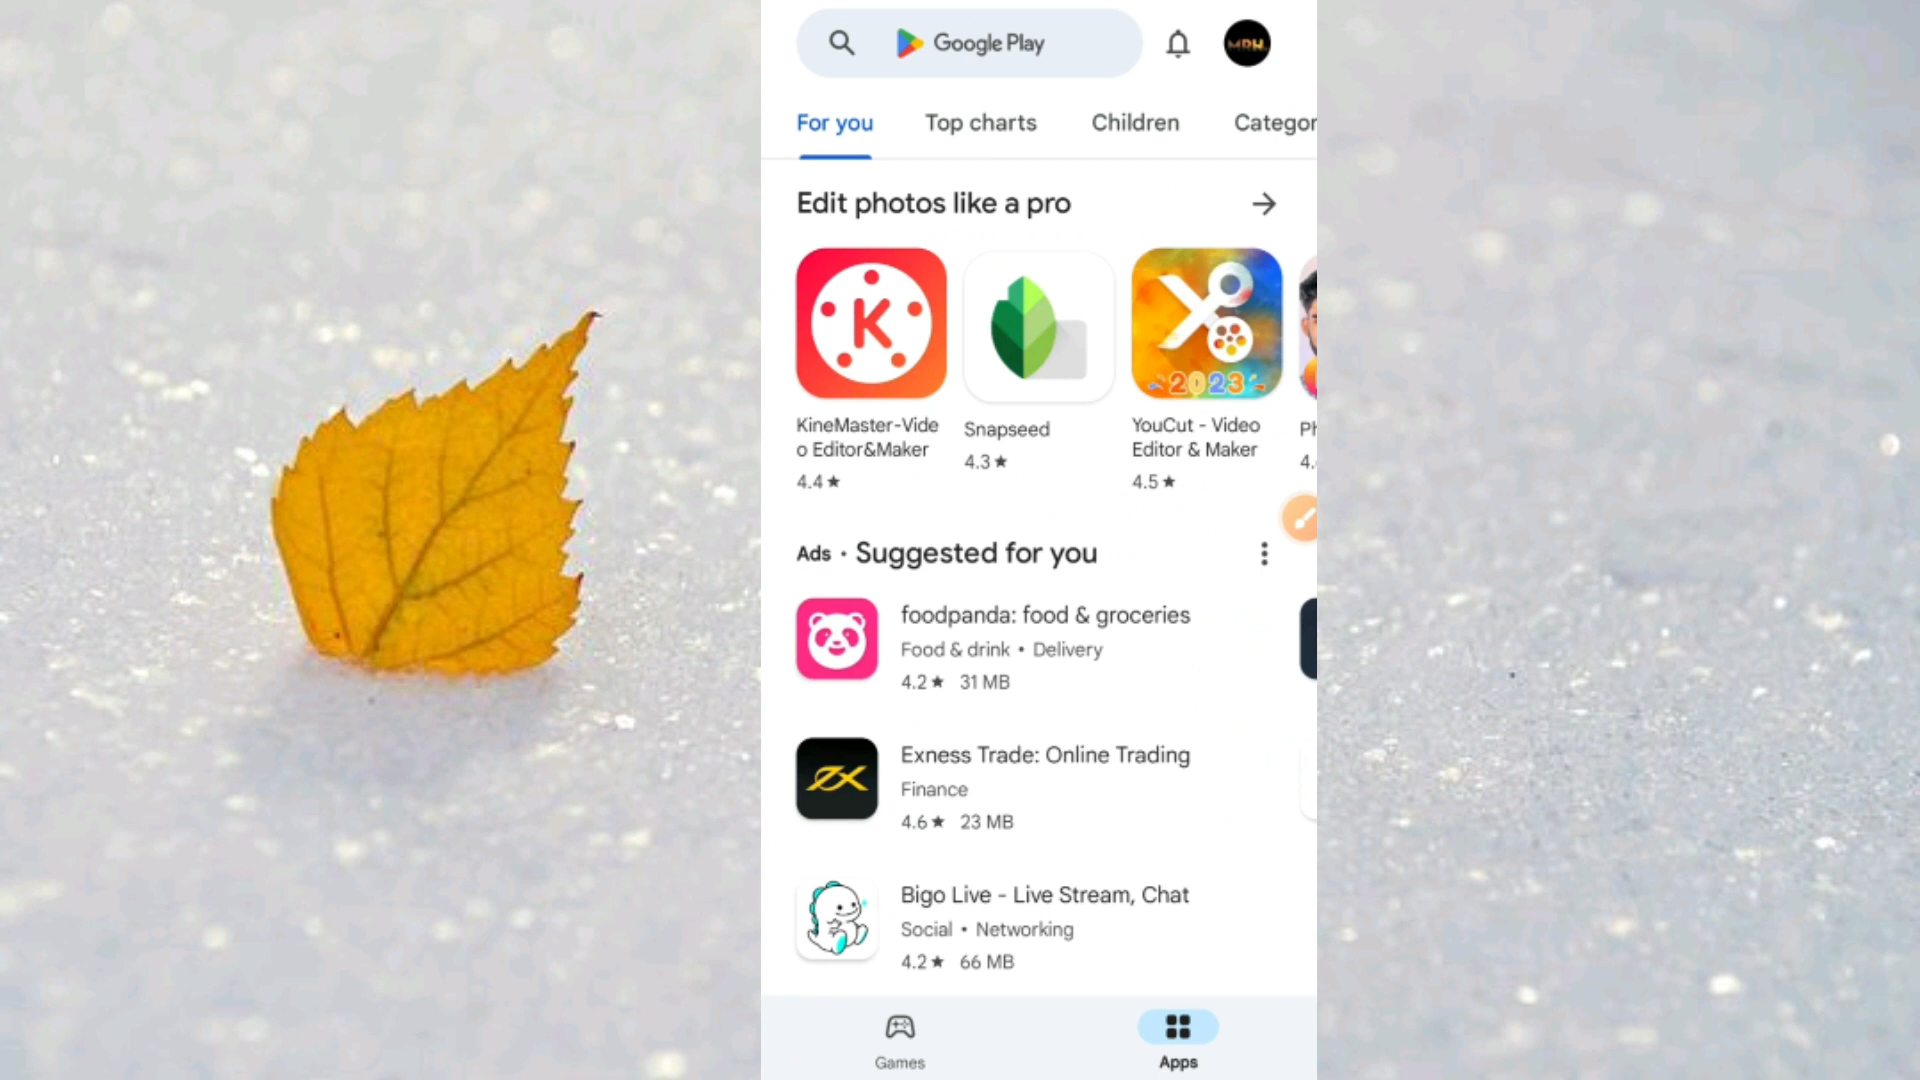 Google Play
MRH
For you Top charts Children Categor
Edit photos like a pro
K
2023
KineMaster-Vide
o Editor&Maker
4.4★
Snapseed
4.3★
YouCut - Video
Editor & Maker
4.5★
Ph
4.
Ads • Suggested for you
foodpanda: food & groceries
Food & drink • Delivery
4.2★ 31 MB
Exness Trade: Online Trading
Finance
4.6★ 23 MB
Bigo Live - Live Stream, Chat
Social • Networking
4.2★ 66 MB
Games Apps